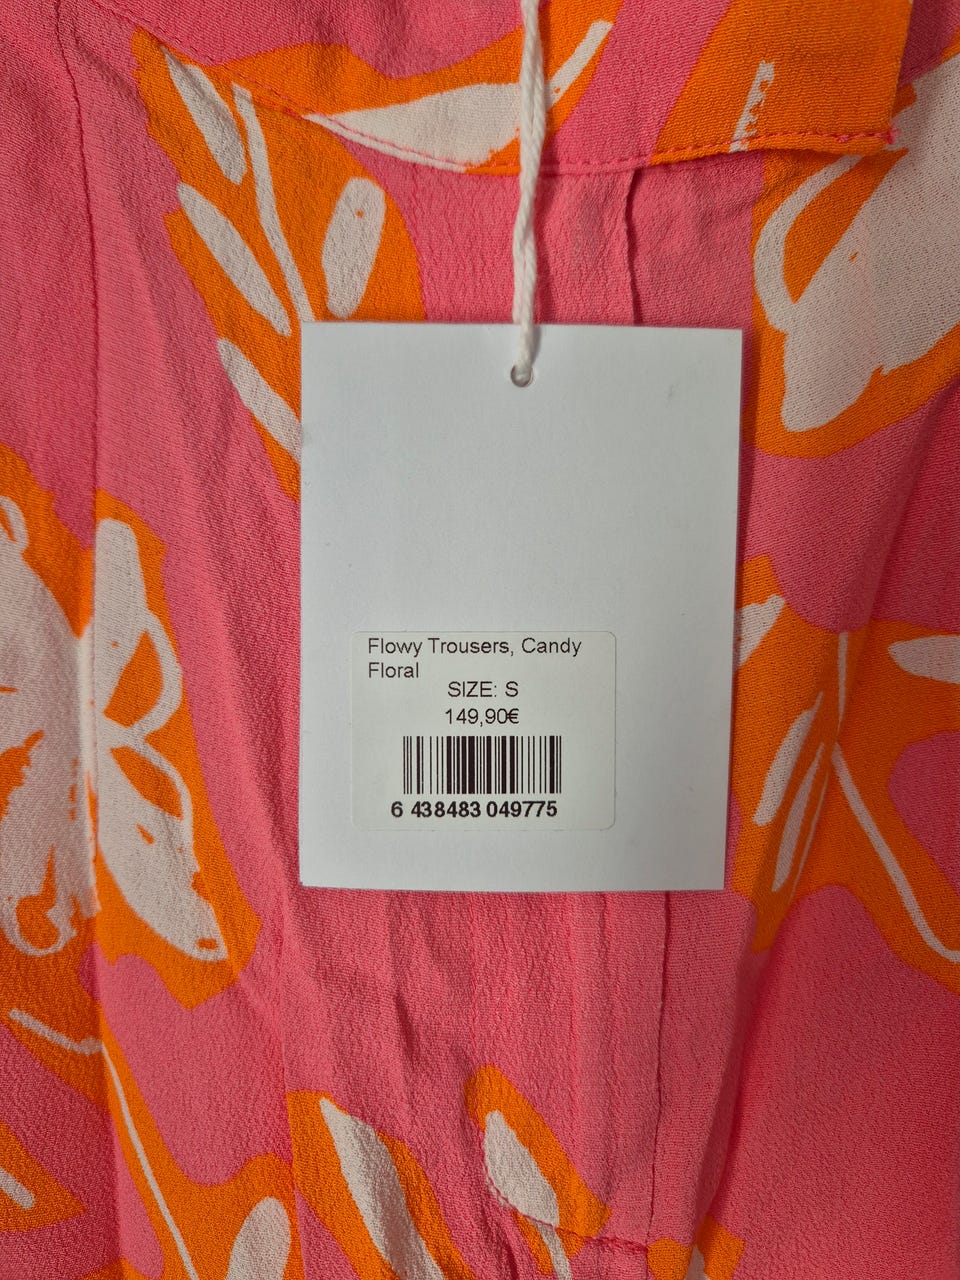 Flowy Trousers, Candy
Floral
SIZE: S
149,90€
6 438483 049775